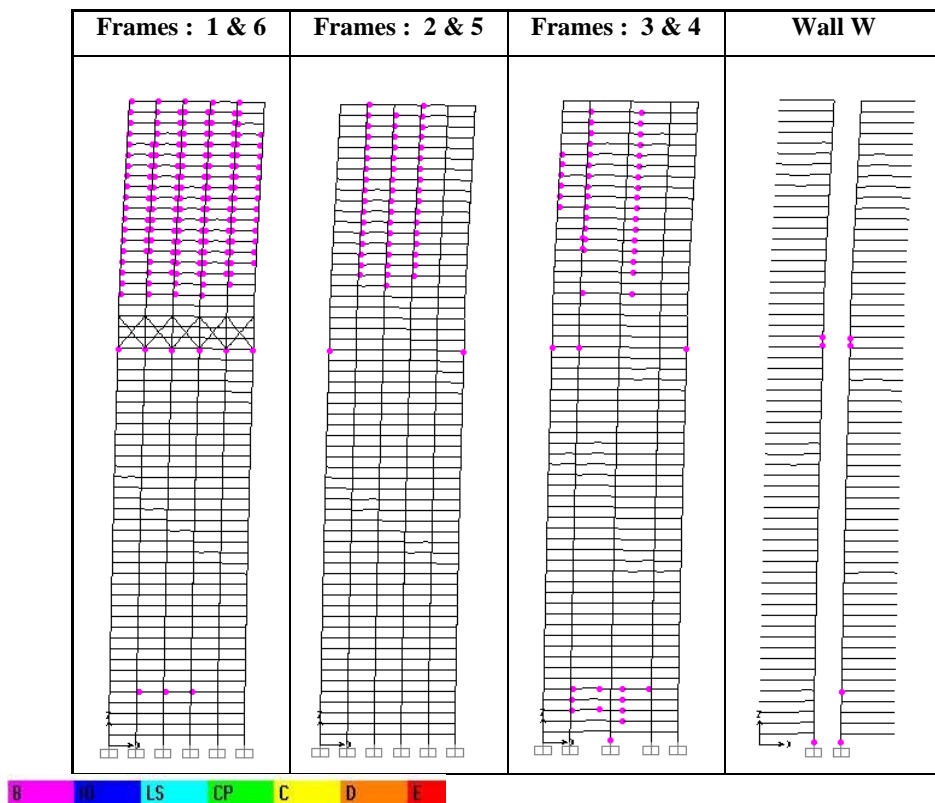 Frames : 1 & 6 Frames : 2 & 5 Frames : 3 & 4 Wall W
Z X Z X Z X Z X
B IO LS CP C D E